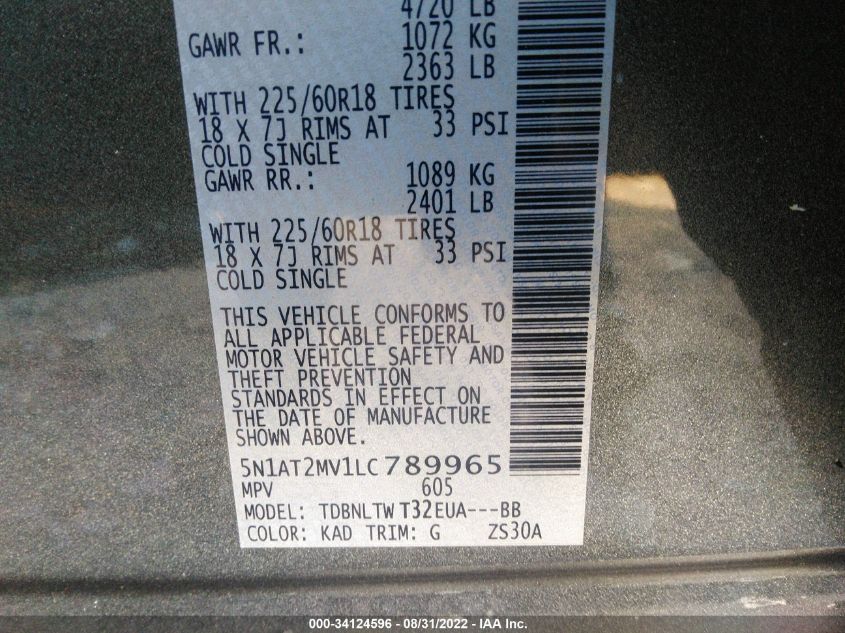 4720 LB
GAWR FR.: 1072 KG
2363 LB
WITH 225/60R18 TIRES
18 X 7J RIMS AT 33 PSI
COLD SINGLE
GAWR RR.: 1089 KG
2401 LB
WITH 225/60R18 TIRES
18 X 7J RIMS AT 33 PSI
COLD SINGLE
THIS VEHICLE CONFORMS TO
ALL APPLICABLE FEDERAL
MOTOR VEHICLE SAFETY AND
THEFT PREVENTION
STANDARDS IN EFFECT ON
THE DATE OF MANUFACTURE
SHOWN ABOVE.
5N1AT2MV1LC789965
MPV 605
MODEL: TDBNLTWT32EUA---BB
COLOR: KAD TRIM: G ZS30A
000-34124596 - 08/31/2022 - IAA Inc.